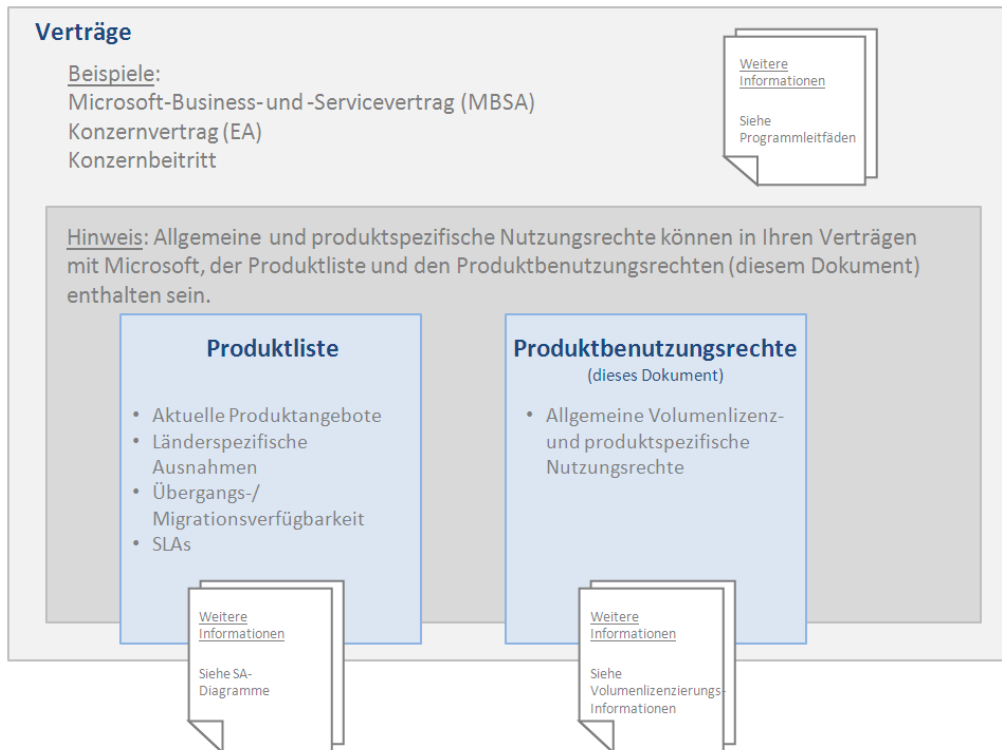 Verträge
Beispiele:
Microsoft-Business-und -Servicevertrag (MBSA)
Konzernvertrag (EA)
Konzernbeitritt
Weitere
Informationen
Siehe
Programmleitfäden
Hinweis: Allgemeine und produktspezifische Nutzungsrechte können in Ihren Verträgen
mit Microsoft, der Produktliste und den Produktbenutzungsrechten (diesem Dokument)
enthalten sein.
Produktliste
• Aktuelle Produktangebote
• Länderspezifische
Ausnahmen
• Übergangs-/
Migrationsverfügbarkeit
• SLAs
Weitere
Informationen
Siehe SA-
Diagramme
Produktbenutzungsrechte
(dieses Dokument)
• Allgemeine Volumenlizenz-
und produktspezifische
Nutzungsrechte
Weitere
Informationen
Siehe
Volumenlizenzierungs-
Informationen